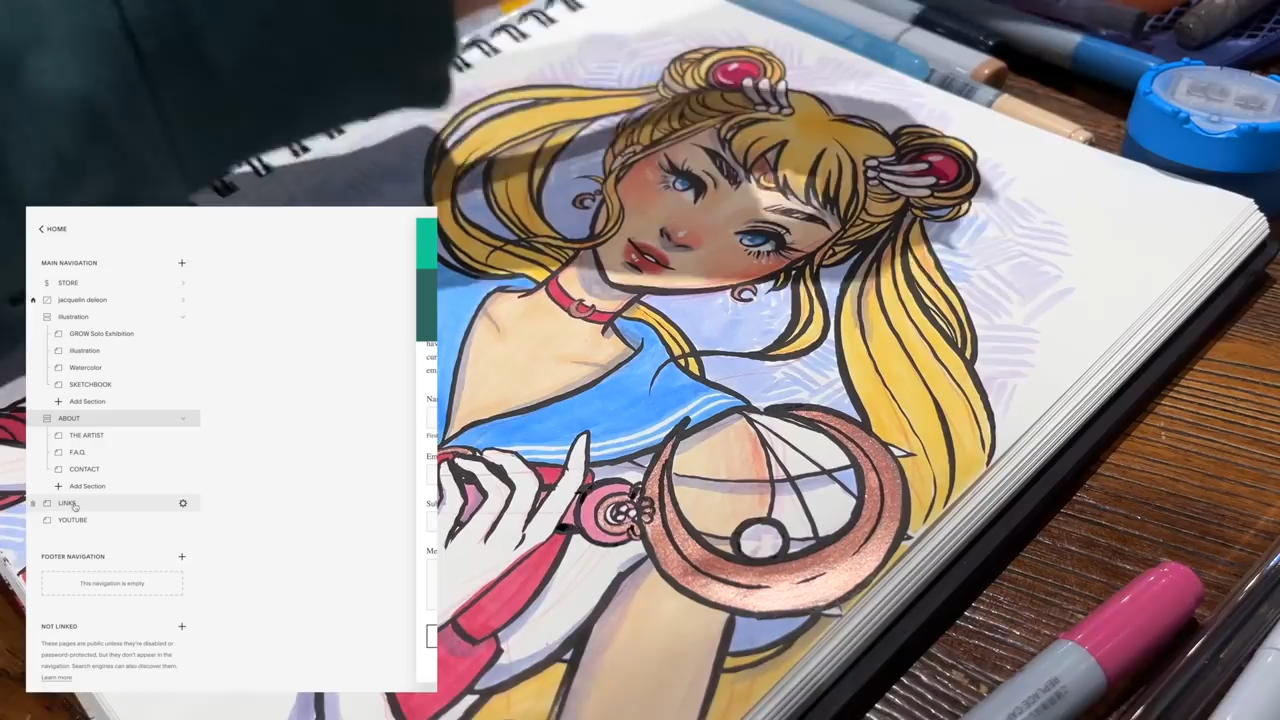 HOME
MAIN NAVIGATION
STORE
jacquelin deleon
illustration
GROW Solo Exhibition
illustration
Watercolor
SKETCHBOOK
Add Section
ABOUT
THE ARTIST
F.A.Q.
CONTACT
Add Section
LINKS
YOUTUBE
FOOTER NAVIGATION
This navigation is empty
NOT LINKED
These pages are public unless they're disabled or
password-protected, but they don't appear in the
navigation. Search engines can also discover them.
Learn more